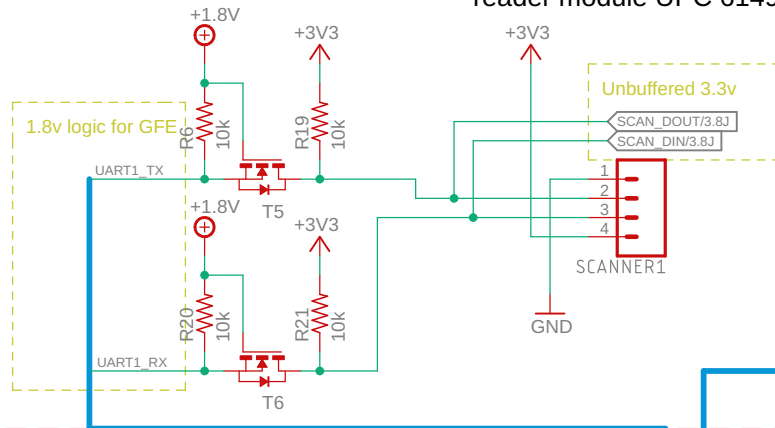 +1.8V
+3V3
+3V3
Unbuffered 3.3v
SCAN_DOUT/3.8J
SCAN_DIN/3.8J
1.8v logic for GFE
R6
10k
R19
10k
UART1_TX
T5
1
2
3
4
SCANNER1
+1.8V
+3V3
R20
10k
R21
10k
GND
UART1_RX
T6